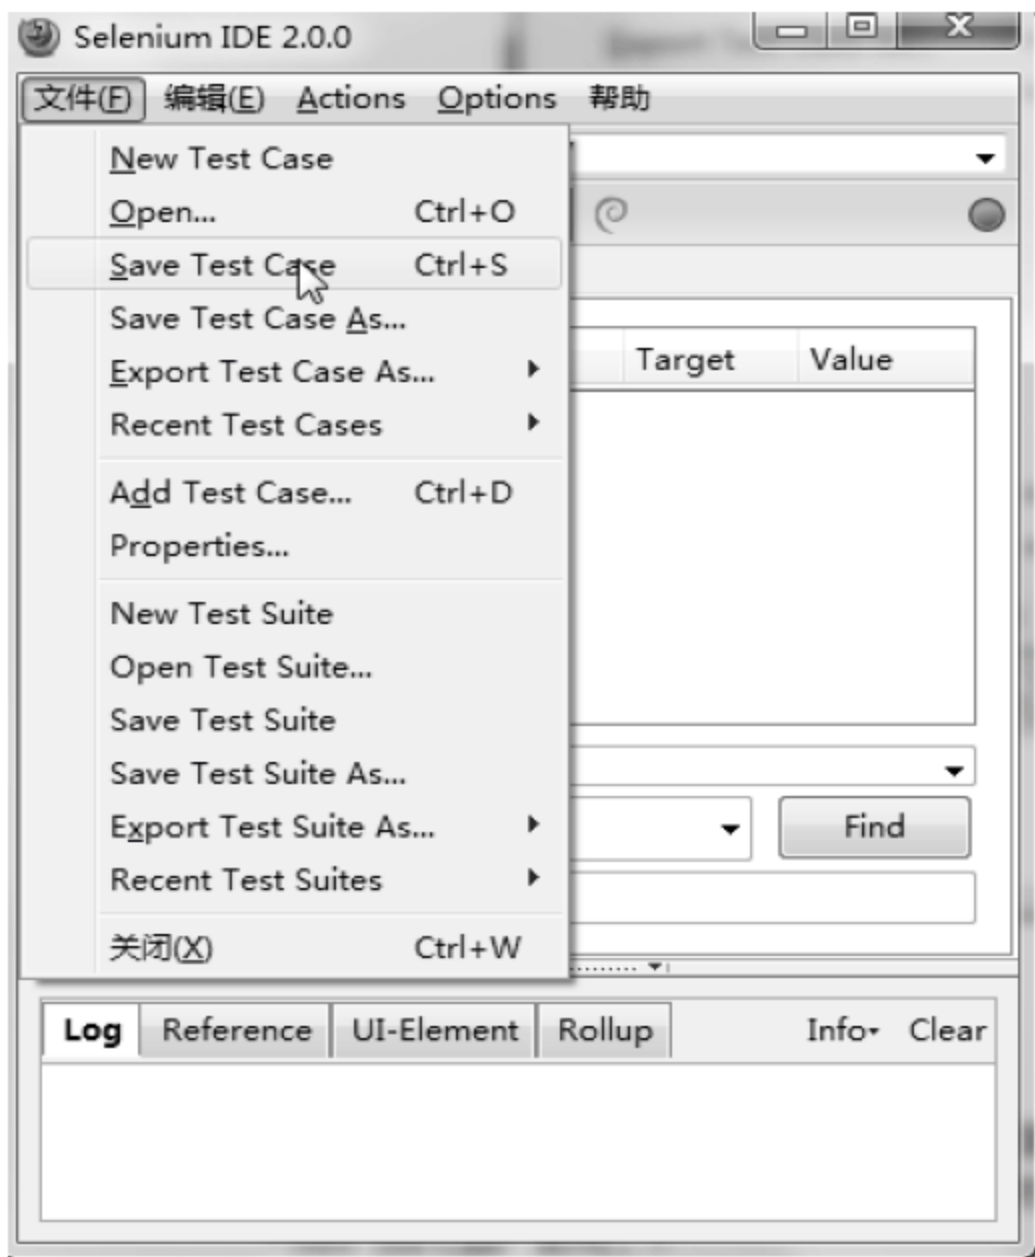 Selenium IDE 2.0.0
文件(F) 编辑(E) Actions Options 帮助
New Test Case
Open... Ctrl+O
Save Test Case Ctrl+S
Save Test Case As...
Target Value
Export Test Case As...
Recent Test Cases
Add Test Case... Ctrl+D
Properties...
New Test Suite
Open Test Suite...
Save Test Suite
Save Test Suite As...
Export Test Suite As...
Find
Recent Test Suites
关闭(X) Ctrl+W
Log Reference UI-Element Rollup Info Clear